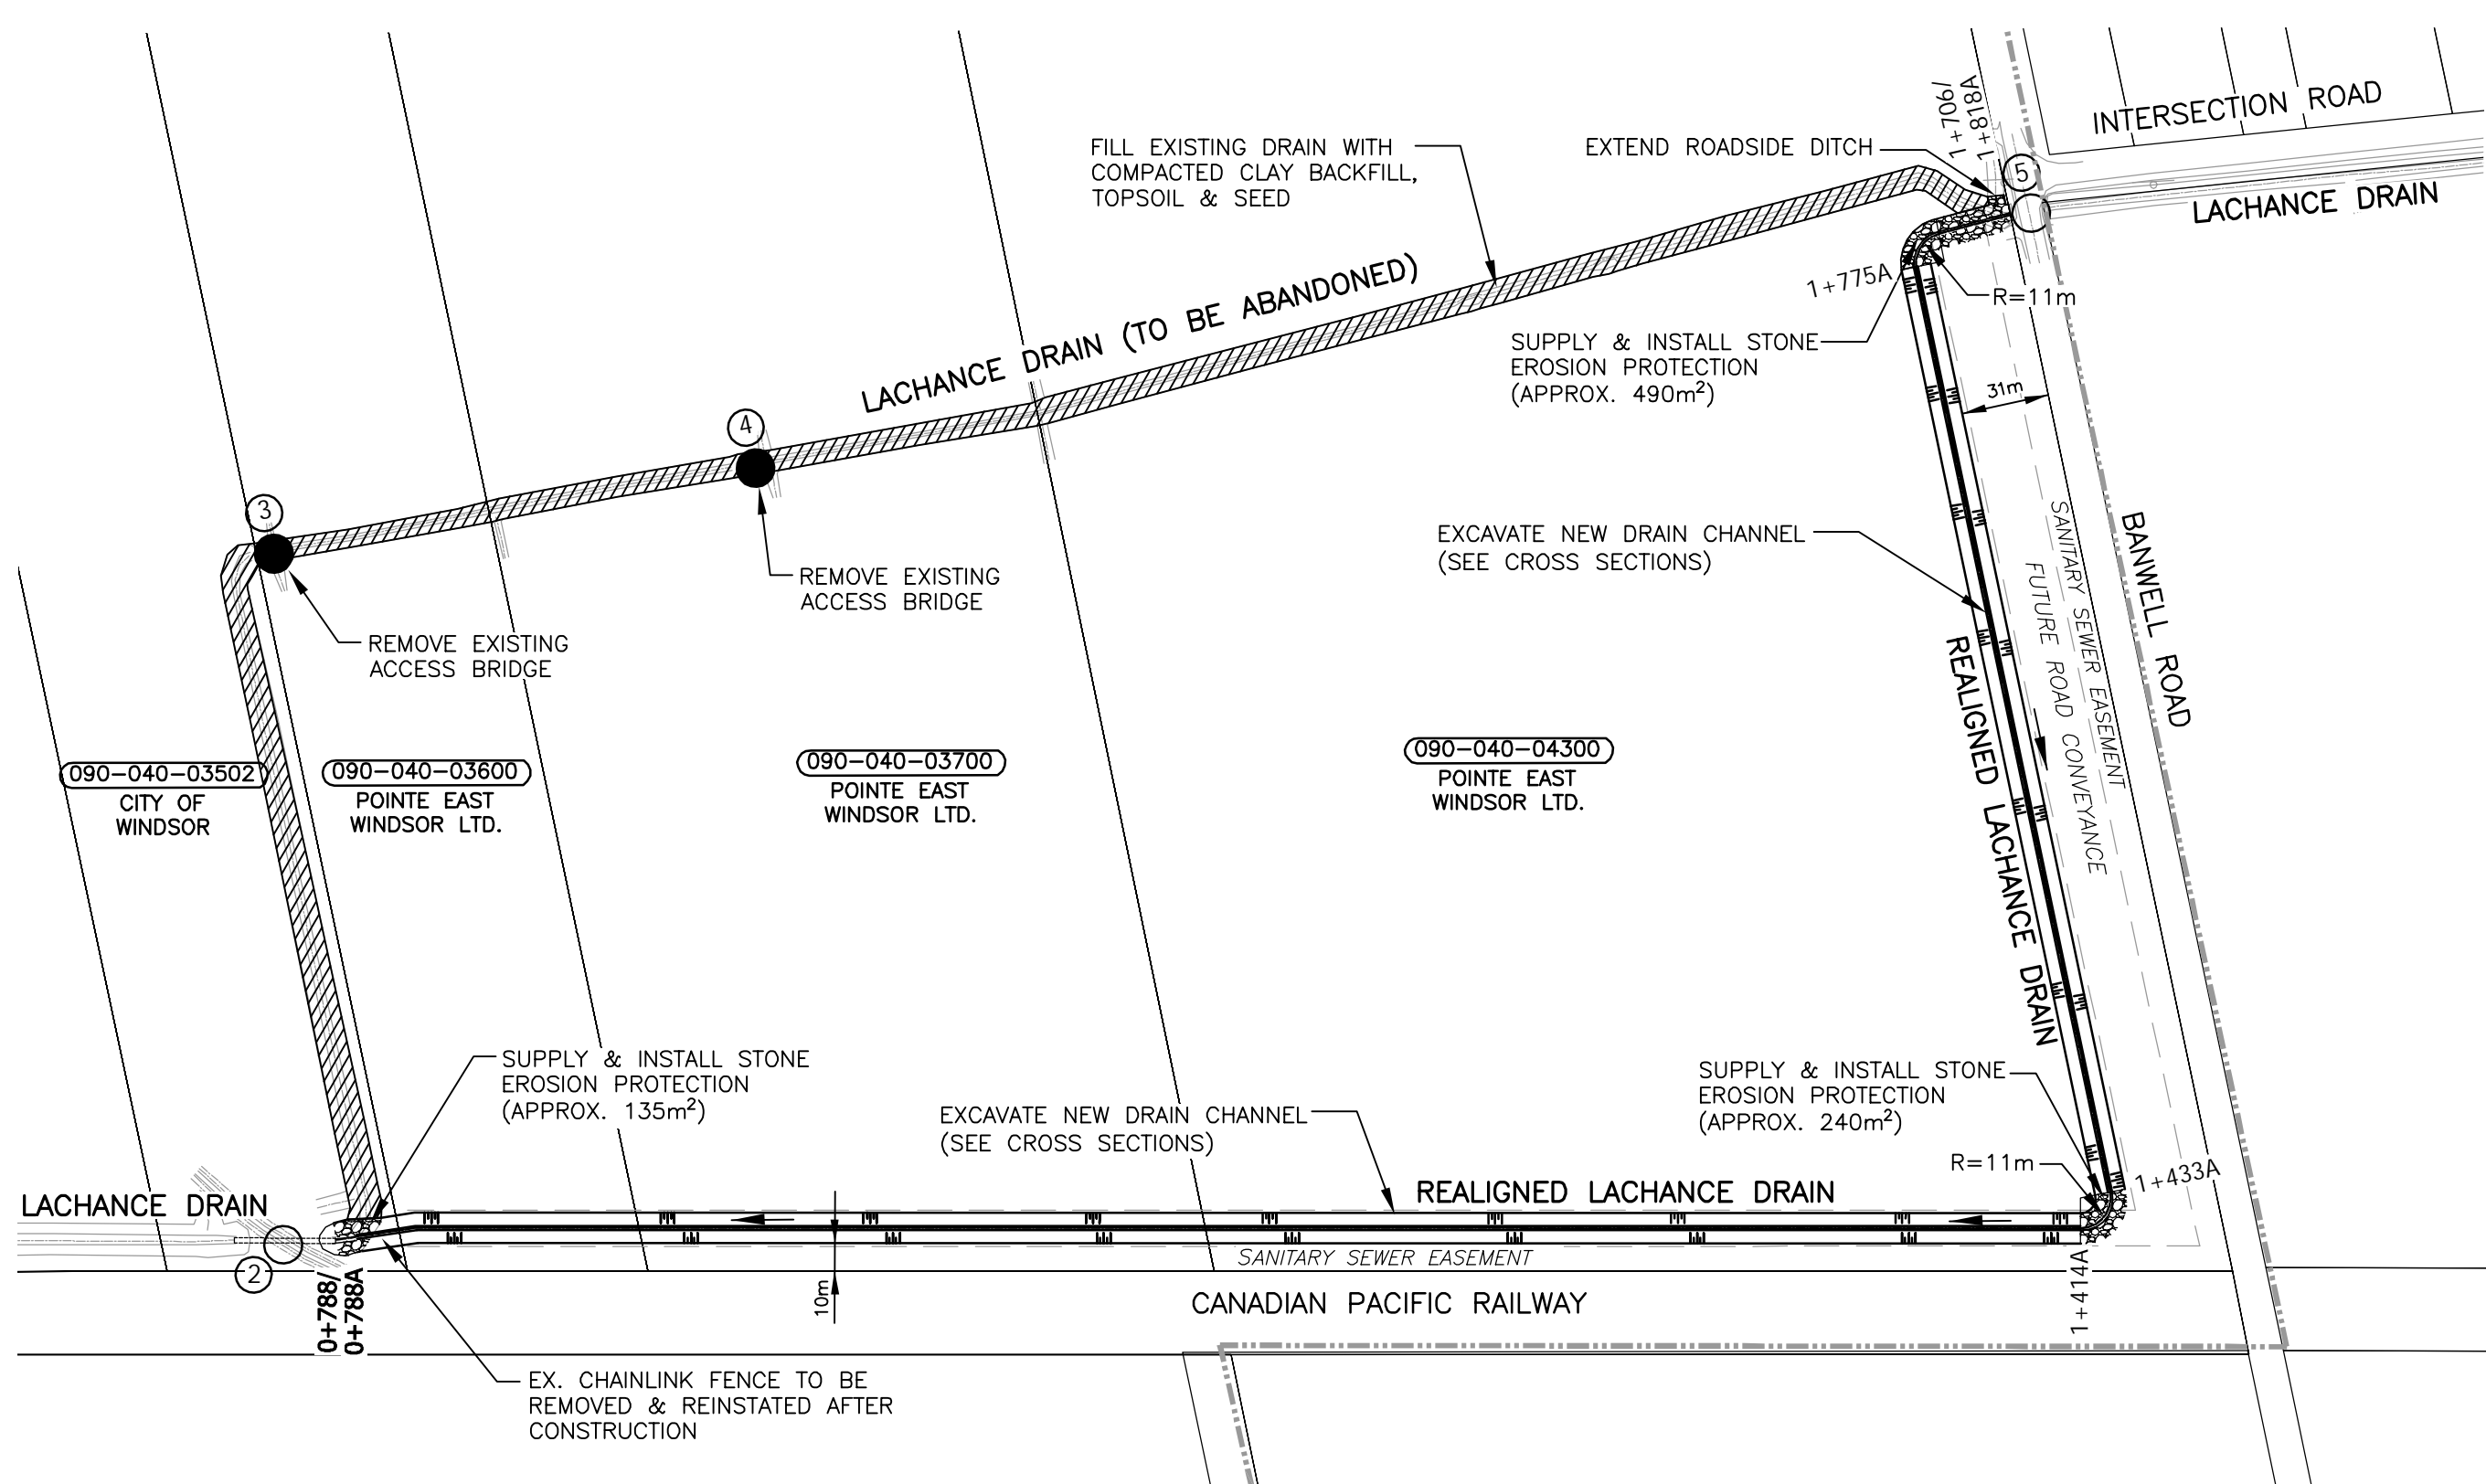 1+706/
1+818A
INTERSECTION ROAD
FILL EXISTING DRAIN WITH
COMPACTED CLAY BACKFILL,
TOPSOIL & SEED
EXTEND ROADSIDE DITCH
5
LACHANCE DRAIN
1+775A
R=11m
LACHANCE DRAIN (TO BE ABANDONED)
SUPPLY & INSTALL STONE
EROSION PROTECTION
(APPROX. 490m²)
31m
4
3
EXCAVATE NEW DRAIN CHANNEL
(SEE CROSS SECTIONS)
SANITARY SEWER EASEMENT
FUTURE ROAD CONVEYANCE
BANWELL ROAD
REMOVE EXISTING
ACCESS BRIDGE
REMOVE EXISTING
ACCESS BRIDGE
REALIGNED LACHANCE DRAIN
090-040-03502
CITY OF
WINDSOR
090-040-03600
POINTE EAST
WINDSOR LTD.
090-040-03700
POINTE EAST
WINDSOR LTD.
090-040-04300
POINTE EAST
WINDSOR LTD.
SUPPLY & INSTALL STONE
EROSION PROTECTION
(APPROX. 135m²)
EXCAVATE NEW DRAIN CHANNEL
(SEE CROSS SECTIONS)
SUPPLY & INSTALL STONE
EROSION PROTECTION
(APPROX. 240m²)
R=11m
1+433A
LACHANCE DRAIN
REALIGNED LACHANCE DRAIN
SANITARY SEWER EASEMENT
2
0+788/
0+788A
10m
CANADIAN PACIFIC RAILWAY
1+414A
EX. CHAINLINK FENCE TO BE
REMOVED & REINSTATED AFTER
CONSTRUCTION